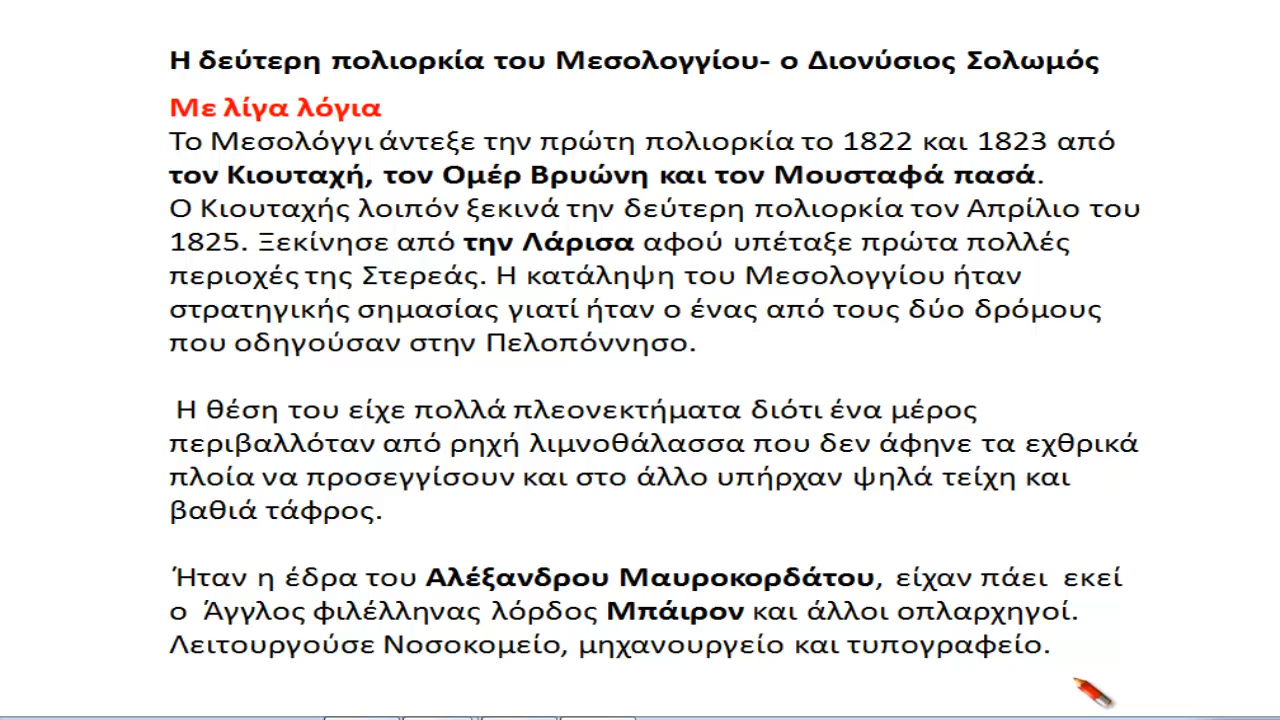 Η δεύτερη πολιορκία του Μεσολογγίου- ο Διονύσιος Σολωμός
Με λίγα λόγια
Το Μεσολόγγι άντεξε την πρώτη πολιορκία το 1822 και 1823 από
τον Κιουταχή, τον Ομέρ Βρυώνη και τον Μουσταφά πασά.
Ο Κιουταχής λοιπόν ξεκινά την δεύτερη πολιορκία τον Απρίλιο του
1825. Ξεκίνησε από την Λάρισα αφού υπέταξε πρώτα πολλές
περιοχές της Στερεάς. Η κατάληψη του Μεσολογγίου ήταν
στρατηγικής σημασίας γιατί ήταν ο ένας από τους δύο δρόμους
που οδηγούσαν στην Πελοπόννησο.
Η θέση του είχε πολλά πλεονεκτήματα διότι ένα μέρος
περιβαλλόταν από ρηχή λιμνοθάλασσα που δεν άφηνε τα εχθρικά
πλοία να προσεγγίσουν και στο άλλο υπήρχαν ψηλά τείχη και
βαθιά τάφρος.
Ήταν η έδρα του Αλέξανδρου Μαυροκορδάτου, είχαν πάει εκεί
ο Άγγλος φιλέλληνας λόρδος Μπάιρον και άλλοι οπλαρχηγοί.
Λειτουργούσε Νοσοκομείο, μηχανουργείο και τυπογραφείο.